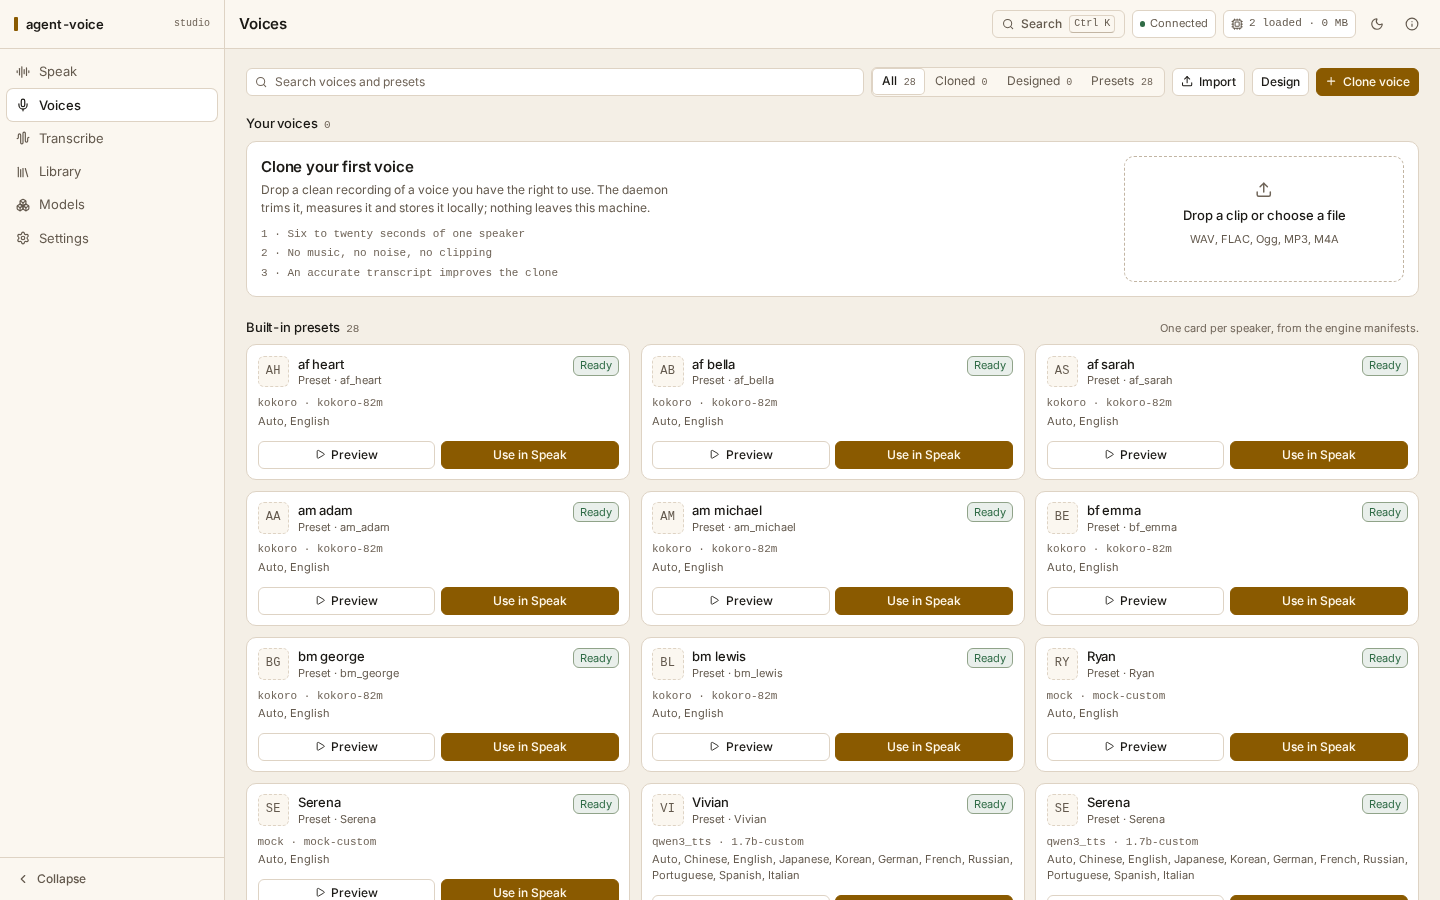 agent-voice
studio
Voices
Search Ctrl K
Connected
2 loaded · 0 MB
Speak
Voices
Transcribe
Library
Models
Settings
Collapse
Search voices and presets
All 28
Cloned 0
Designed 0
Presets 28
Import
Design
Clone voice
Your voices 0
Clone your first voice
Drop a clean recording of a voice you have the right to use. The daemon
trims it, measures it and stores it locally; nothing leaves this machine.
1 · Six to twenty seconds of one speaker
2 · No music, no noise, no clipping
3 · An accurate transcript improves the clone
Drop a clip or choose a file
WAV, FLAC, Ogg, MP3, M4A
Built-in presets 28
One card per speaker, from the engine manifests.
AH
af heart
Preset · af_heart
Ready
kokoro · kokoro-82m
Auto, English
Preview
Use in Speak
AB
af bella
Preset · af_bella
Ready
kokoro · kokoro-82m
Auto, English
Preview
Use in Speak
AS
af sarah
Preset · af_sarah
Ready
kokoro · kokoro-82m
Auto, English
Preview
Use in Speak
AA
am adam
Preset · am_adam
Ready
kokoro · kokoro-82m
Auto, English
Preview
Use in Speak
AM
am michael
Preset · am_michael
Ready
kokoro · kokoro-82m
Auto, English
Preview
Use in Speak
BE
bf emma
Preset · bf_emma
Ready
kokoro · kokoro-82m
Auto, English
Preview
Use in Speak
BG
bm george
Preset · bm_george
Ready
kokoro · kokoro-82m
Auto, English
Preview
Use in Speak
BL
bm lewis
Preset · bm_lewis
Ready
kokoro · kokoro-82m
Auto, English
Preview
Use in Speak
RY
Ryan
Preset · Ryan
Ready
mock · mock-custom
Auto, English
Preview
Use in Speak
SE
Serena
Preset · Serena
Ready
mock · mock-custom
Auto, English
Preview
Use in Speak
VI
Vivian
Preset · Vivian
Ready
qwen3_tts · 1.7b-custom
Auto, Chinese, English, Japanese, Korean, German, French, Russian,
Portuguese, Spanish, Italian
SE
Serena
Preset · Serena
Ready
qwen3_tts · 1.7b-custom
Auto, Chinese, English, Japanese, Korean, German, French, Russian,
Portuguese, Spanish, Italian